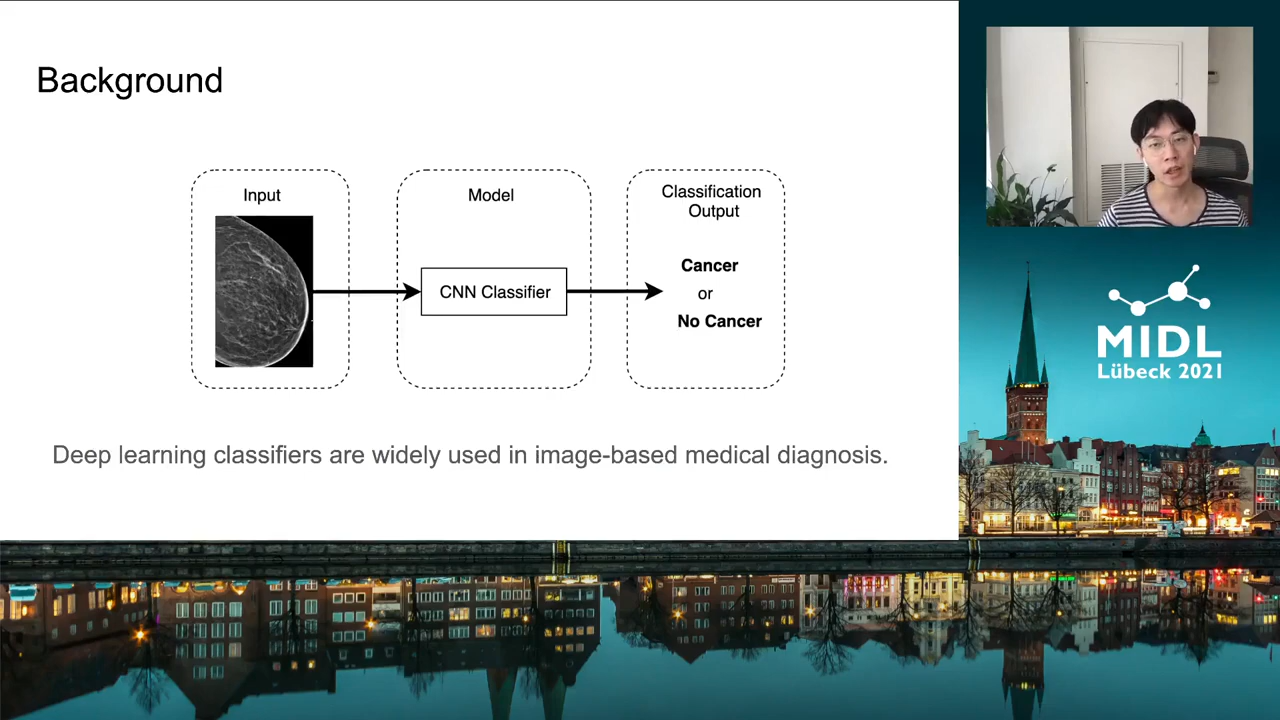 Background
Input
Model
Classification
Output
CNN Classifier
Cancer
or
No Cancer
Deep learning classifiers are widely used in image-based medical diagnosis.
MIDL
Lübeck 2021